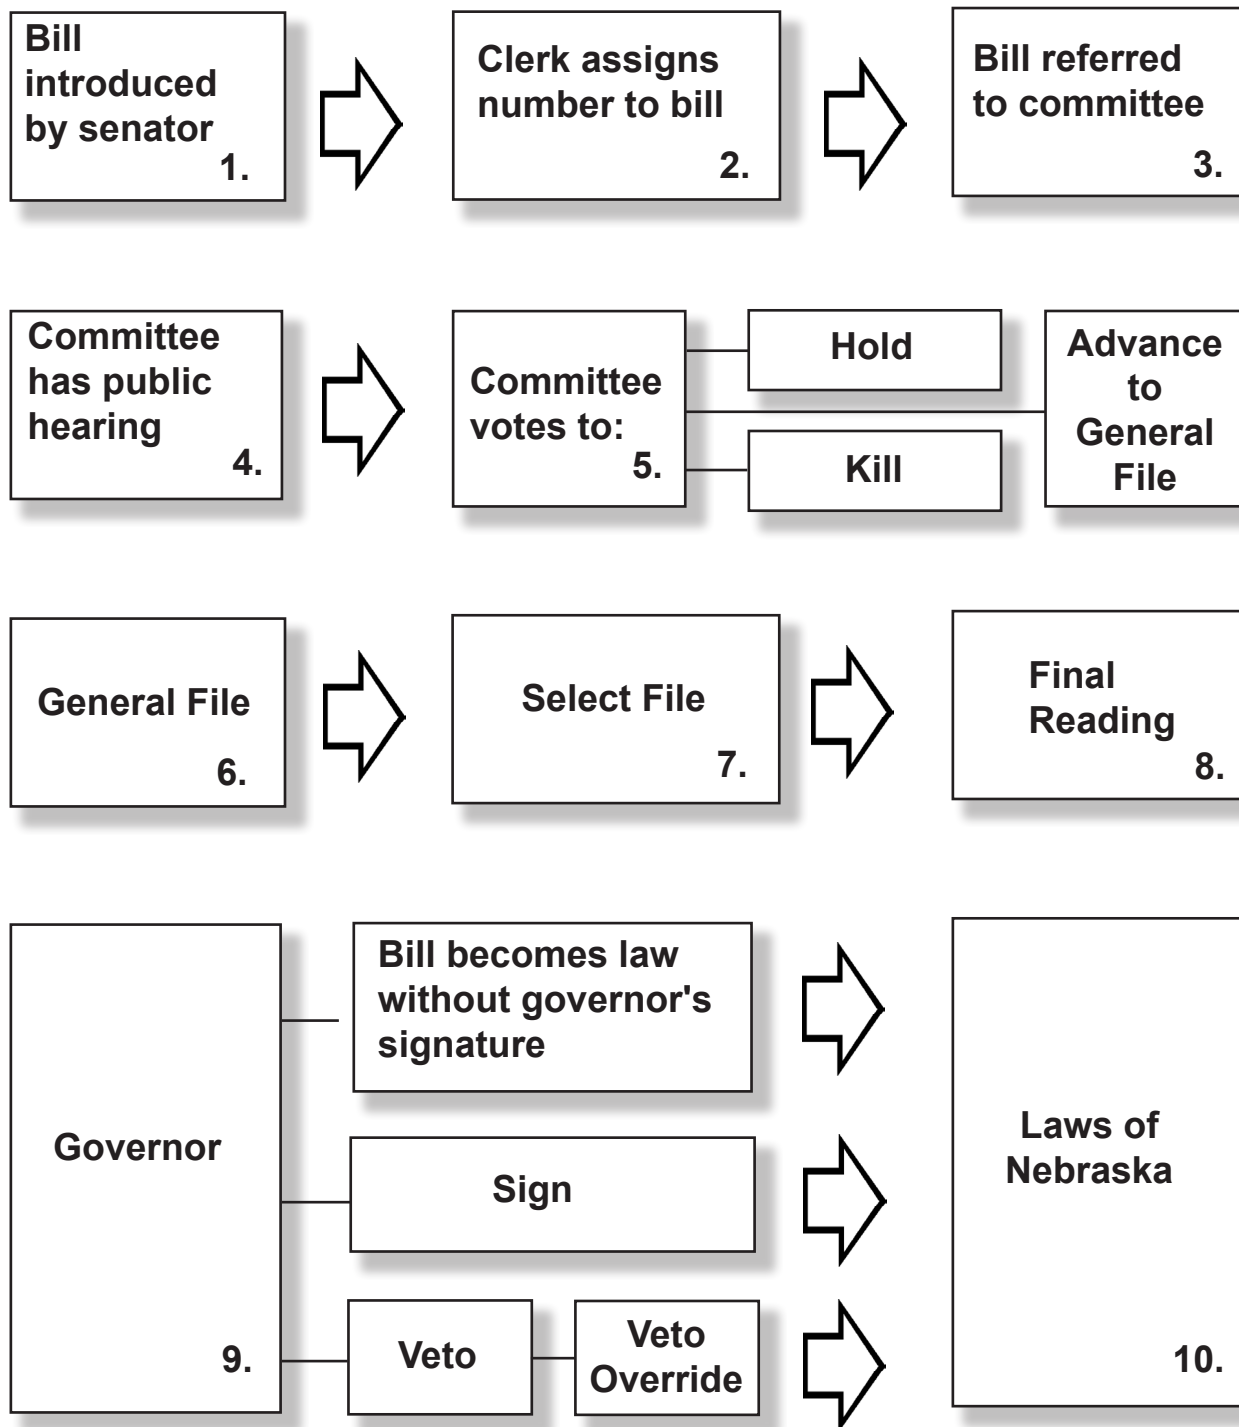 Bill
introduced
by senator
1.
Clerk assigns
number to bill
2.
Bill referred
to committee
3.
Committee
has public
hearing
4.
Committee
votes to:
5.
Hold
Kill
Advance
to
General
File
General File
6.
Select File
7.
Final
Reading
8.
Governor
9.
Bill becomes law
without governor's
signature
Sign
Veto
Veto
Override
Laws of
Nebraska
10.